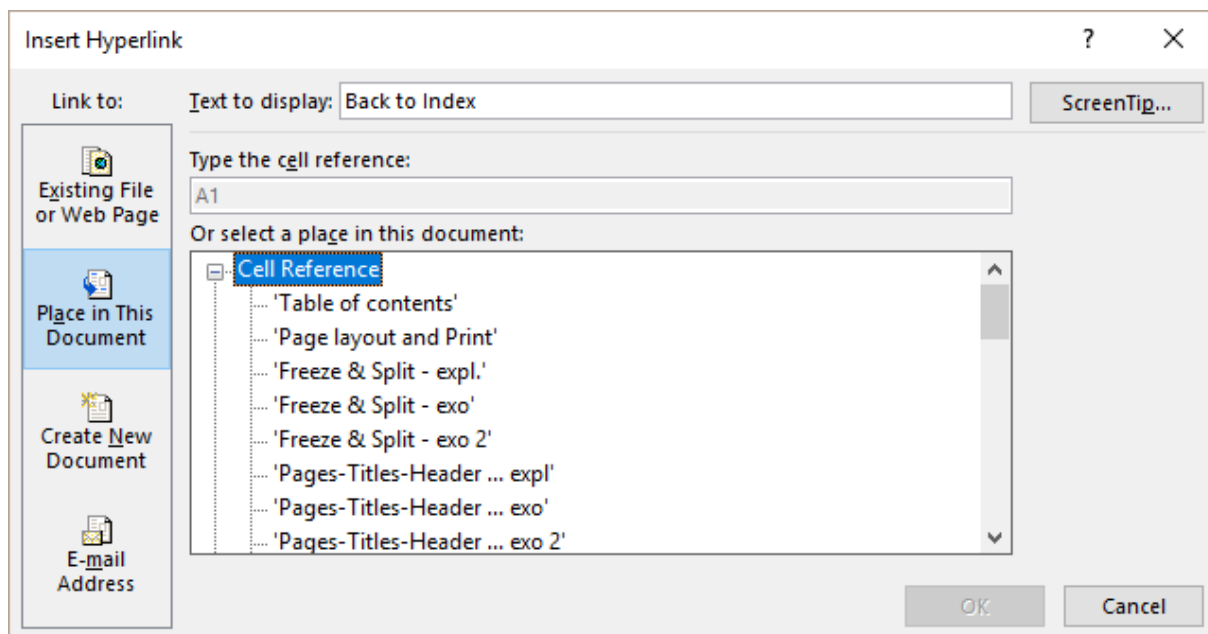 Insert Hyperlink
?
Link to:
Text to display: Back to Index
ScreenTip...
Existing File
or Web Page
Place in This
Document
Create New
Document
E-mail
Address
Type the cell reference:
A1
Or select a place in this document:
Cell Reference
'Table of contents'
'Page layout and Print'
'Freeze & Split - expl.'
'Freeze & Split - exo'
'Freeze & Split - exo 2'
'Pages-Titles-Header ... expl'
'Pages-Titles-Header ... exo'
'Pages-Titles-Header ... exo 2'
OK
Cancel